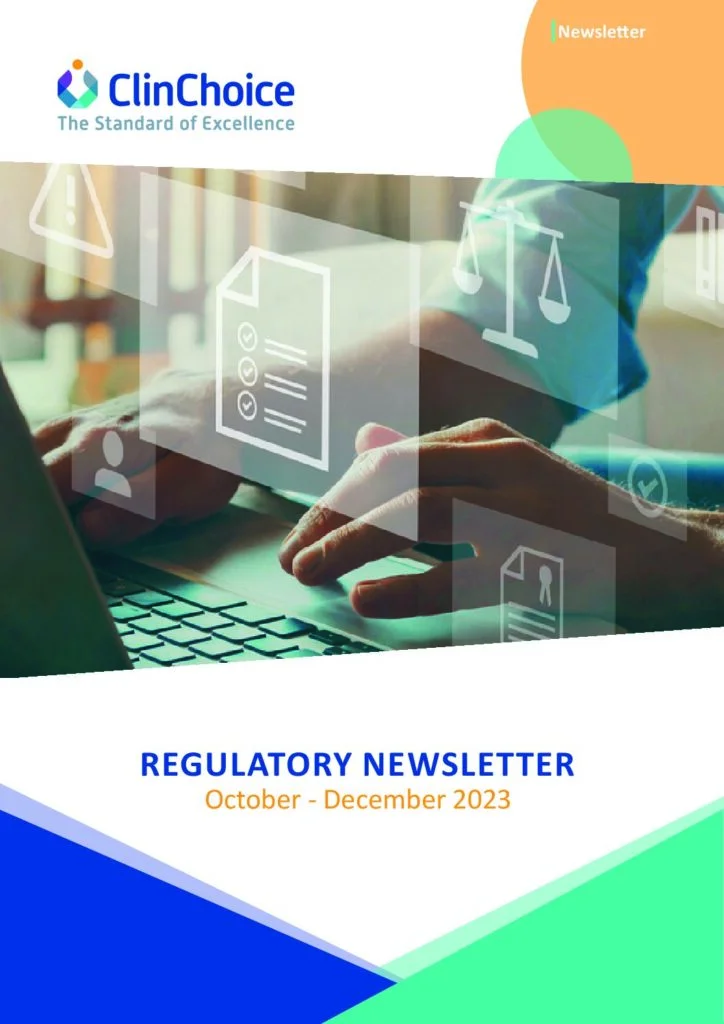 Newsletter
ClinChoice
The Standard of Excellence
REGULATORY NEWSLETTER
October - December 2023